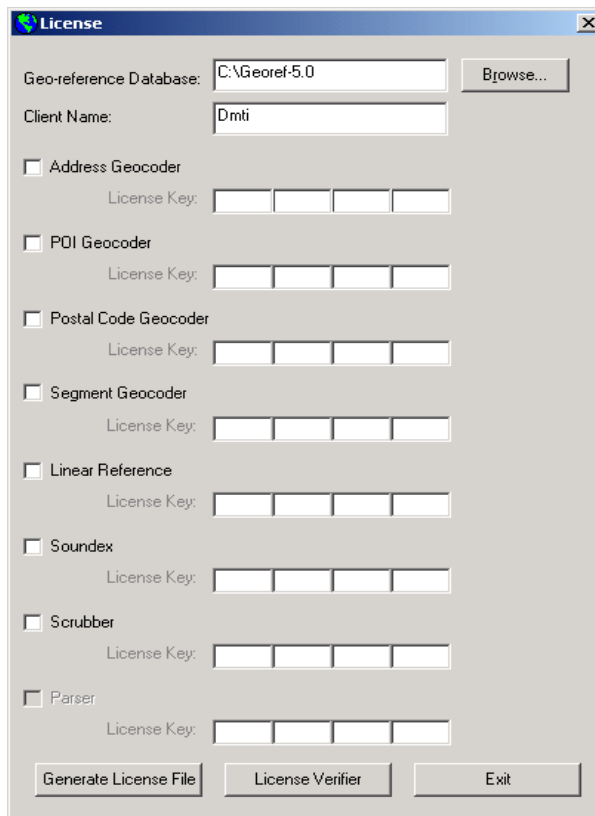 License
Geo-reference Database: C:\Georef-5.0 Browse...
Client Name: Dmti
Address Geocoder
License Key:
POI Geocoder
License Key:
Postal Code Geocoder
License Key:
Segment Geocoder
License Key:
Linear Reference
License Key:
Soundex
License Key:
Scrubber
License Key:
Parser
License Key:
Generate License File License Verifier Exit